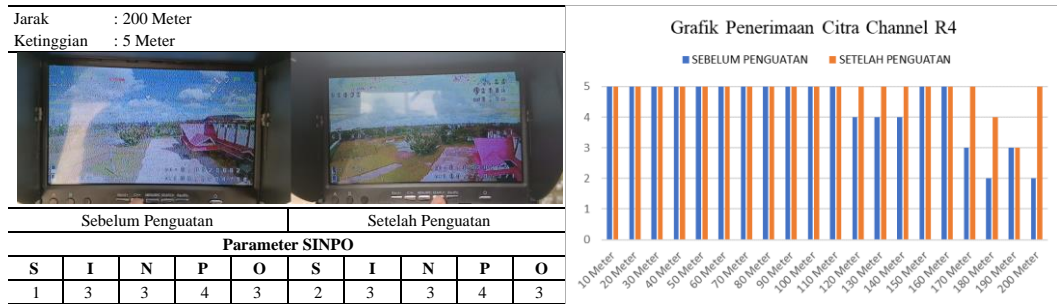 Jarak : 200 Meter
Ketinggian : 5 Meter
Sebelum Penguatan Setelah Penguatan
Parameter SINPO
S I N P O S I N P O
1 3 3 4 3 2 3 3 4 3
Grafik Penerimaan Citra Channel R4
SEBELUM PENGUATAN SETELAH PENGUATAN
5
4
3
2
1
0
10 Meter 20 Meter 30 Meter 40 Meter 50 Meter 60 Meter 70 Meter 80 Meter 90 Meter 100 Meter 110 Meter 120 Meter 130 Meter 140 Meter 150 Meter 160 Meter 170 Meter 180 Meter 190 Meter 200 Meter